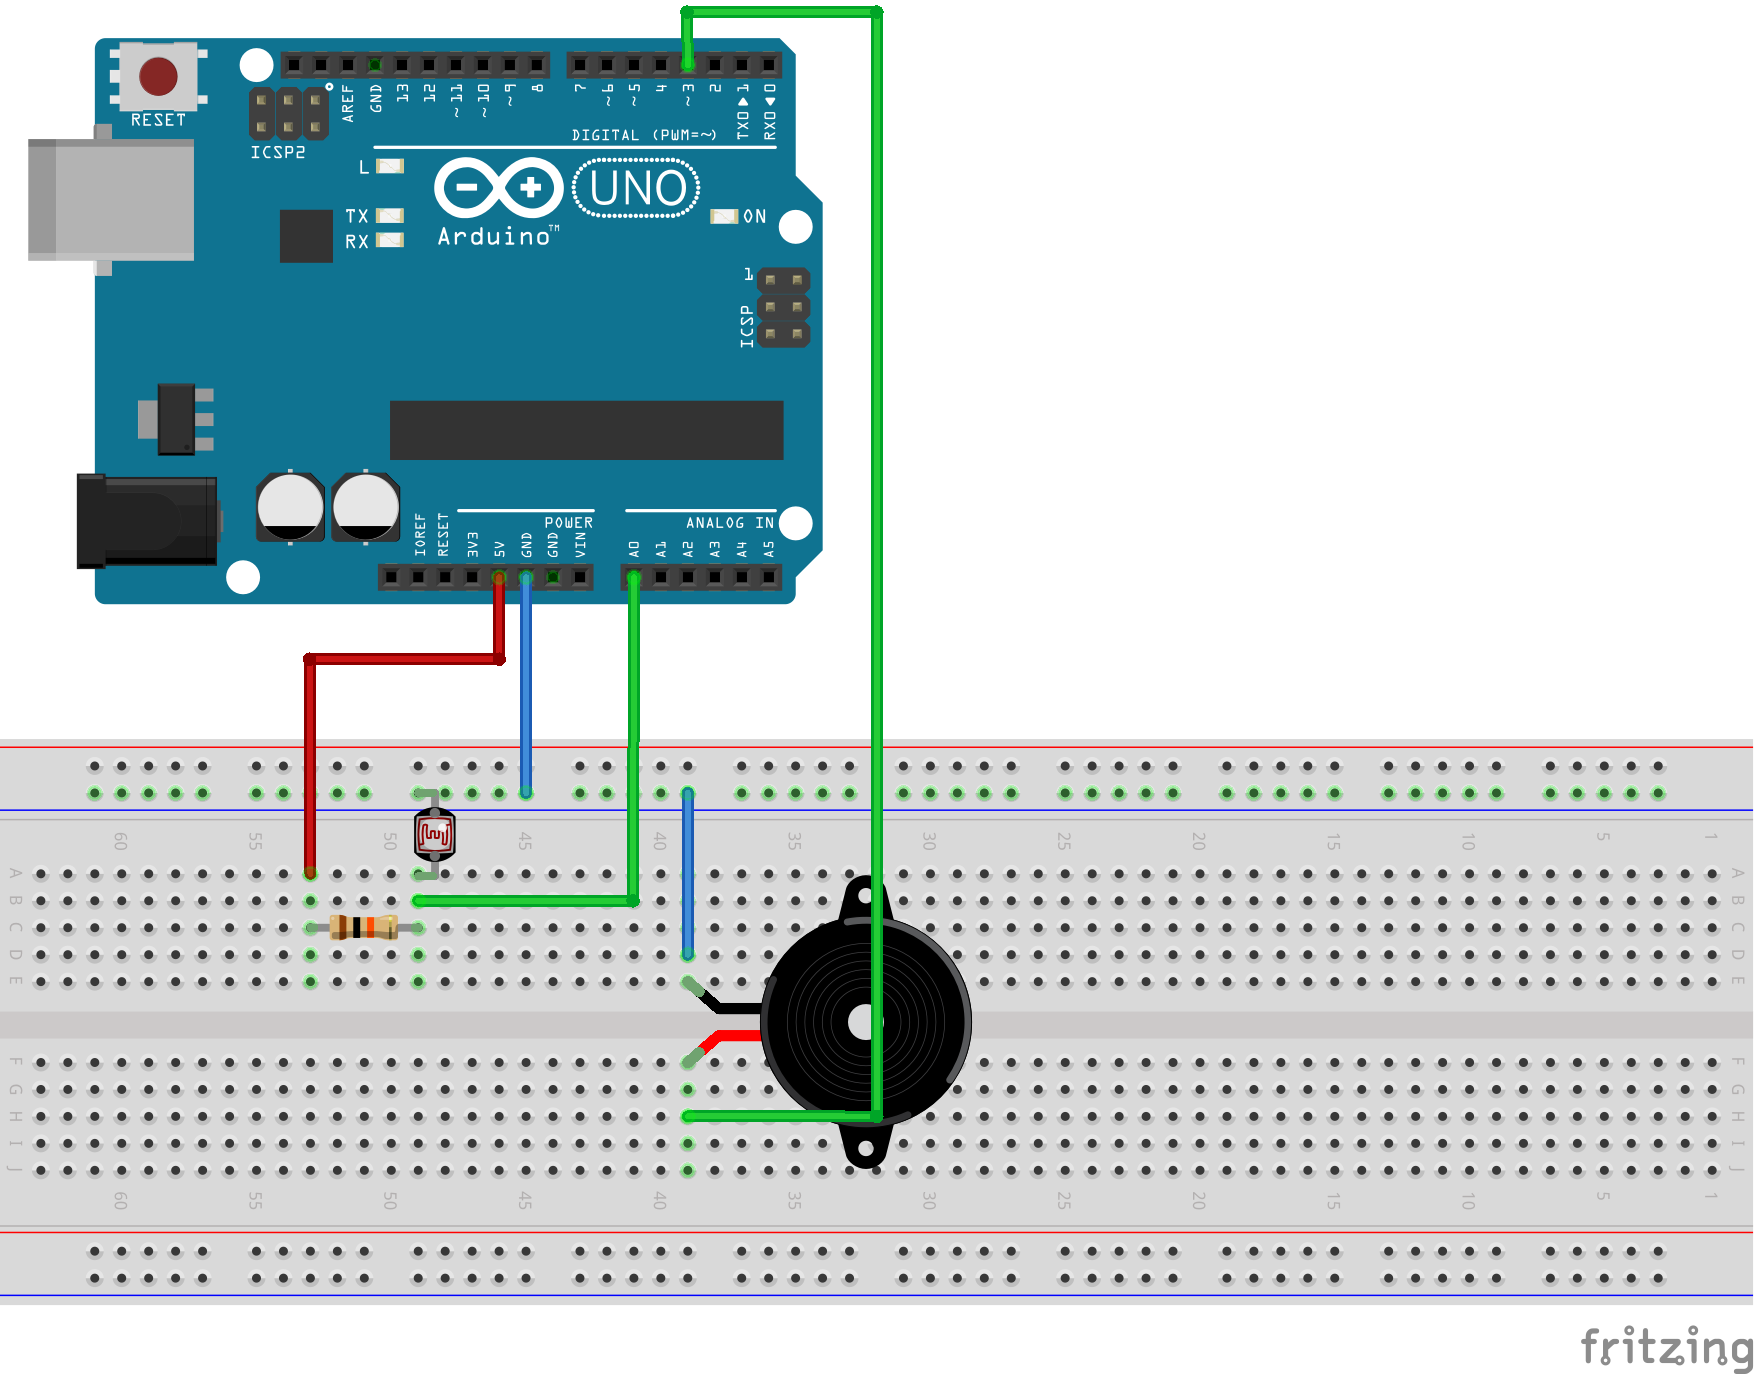 RESET
ICSP2
AREF
GND
13
12
~11
~10
~9
8
7
~6
~5
4
~3
2
TX0▶1
RX0◀0
DIGITAL (PWM=~)
L
TX
RX
UNO
Arduino™
ON
1
ICSP
IOREF
RESET
3V3
5V
GND
GND
VIN
POWER
A0
A1
A2
A3
A4
A5
ANALOG IN
60 55 50 45 40 35 30 25 20 15 10 5 1
A A
B B
C C
D D
E E
F F
G G
H H
I I
J J
60 55 50 45 40 35 30 25 20 15 10 5 1
fritzing